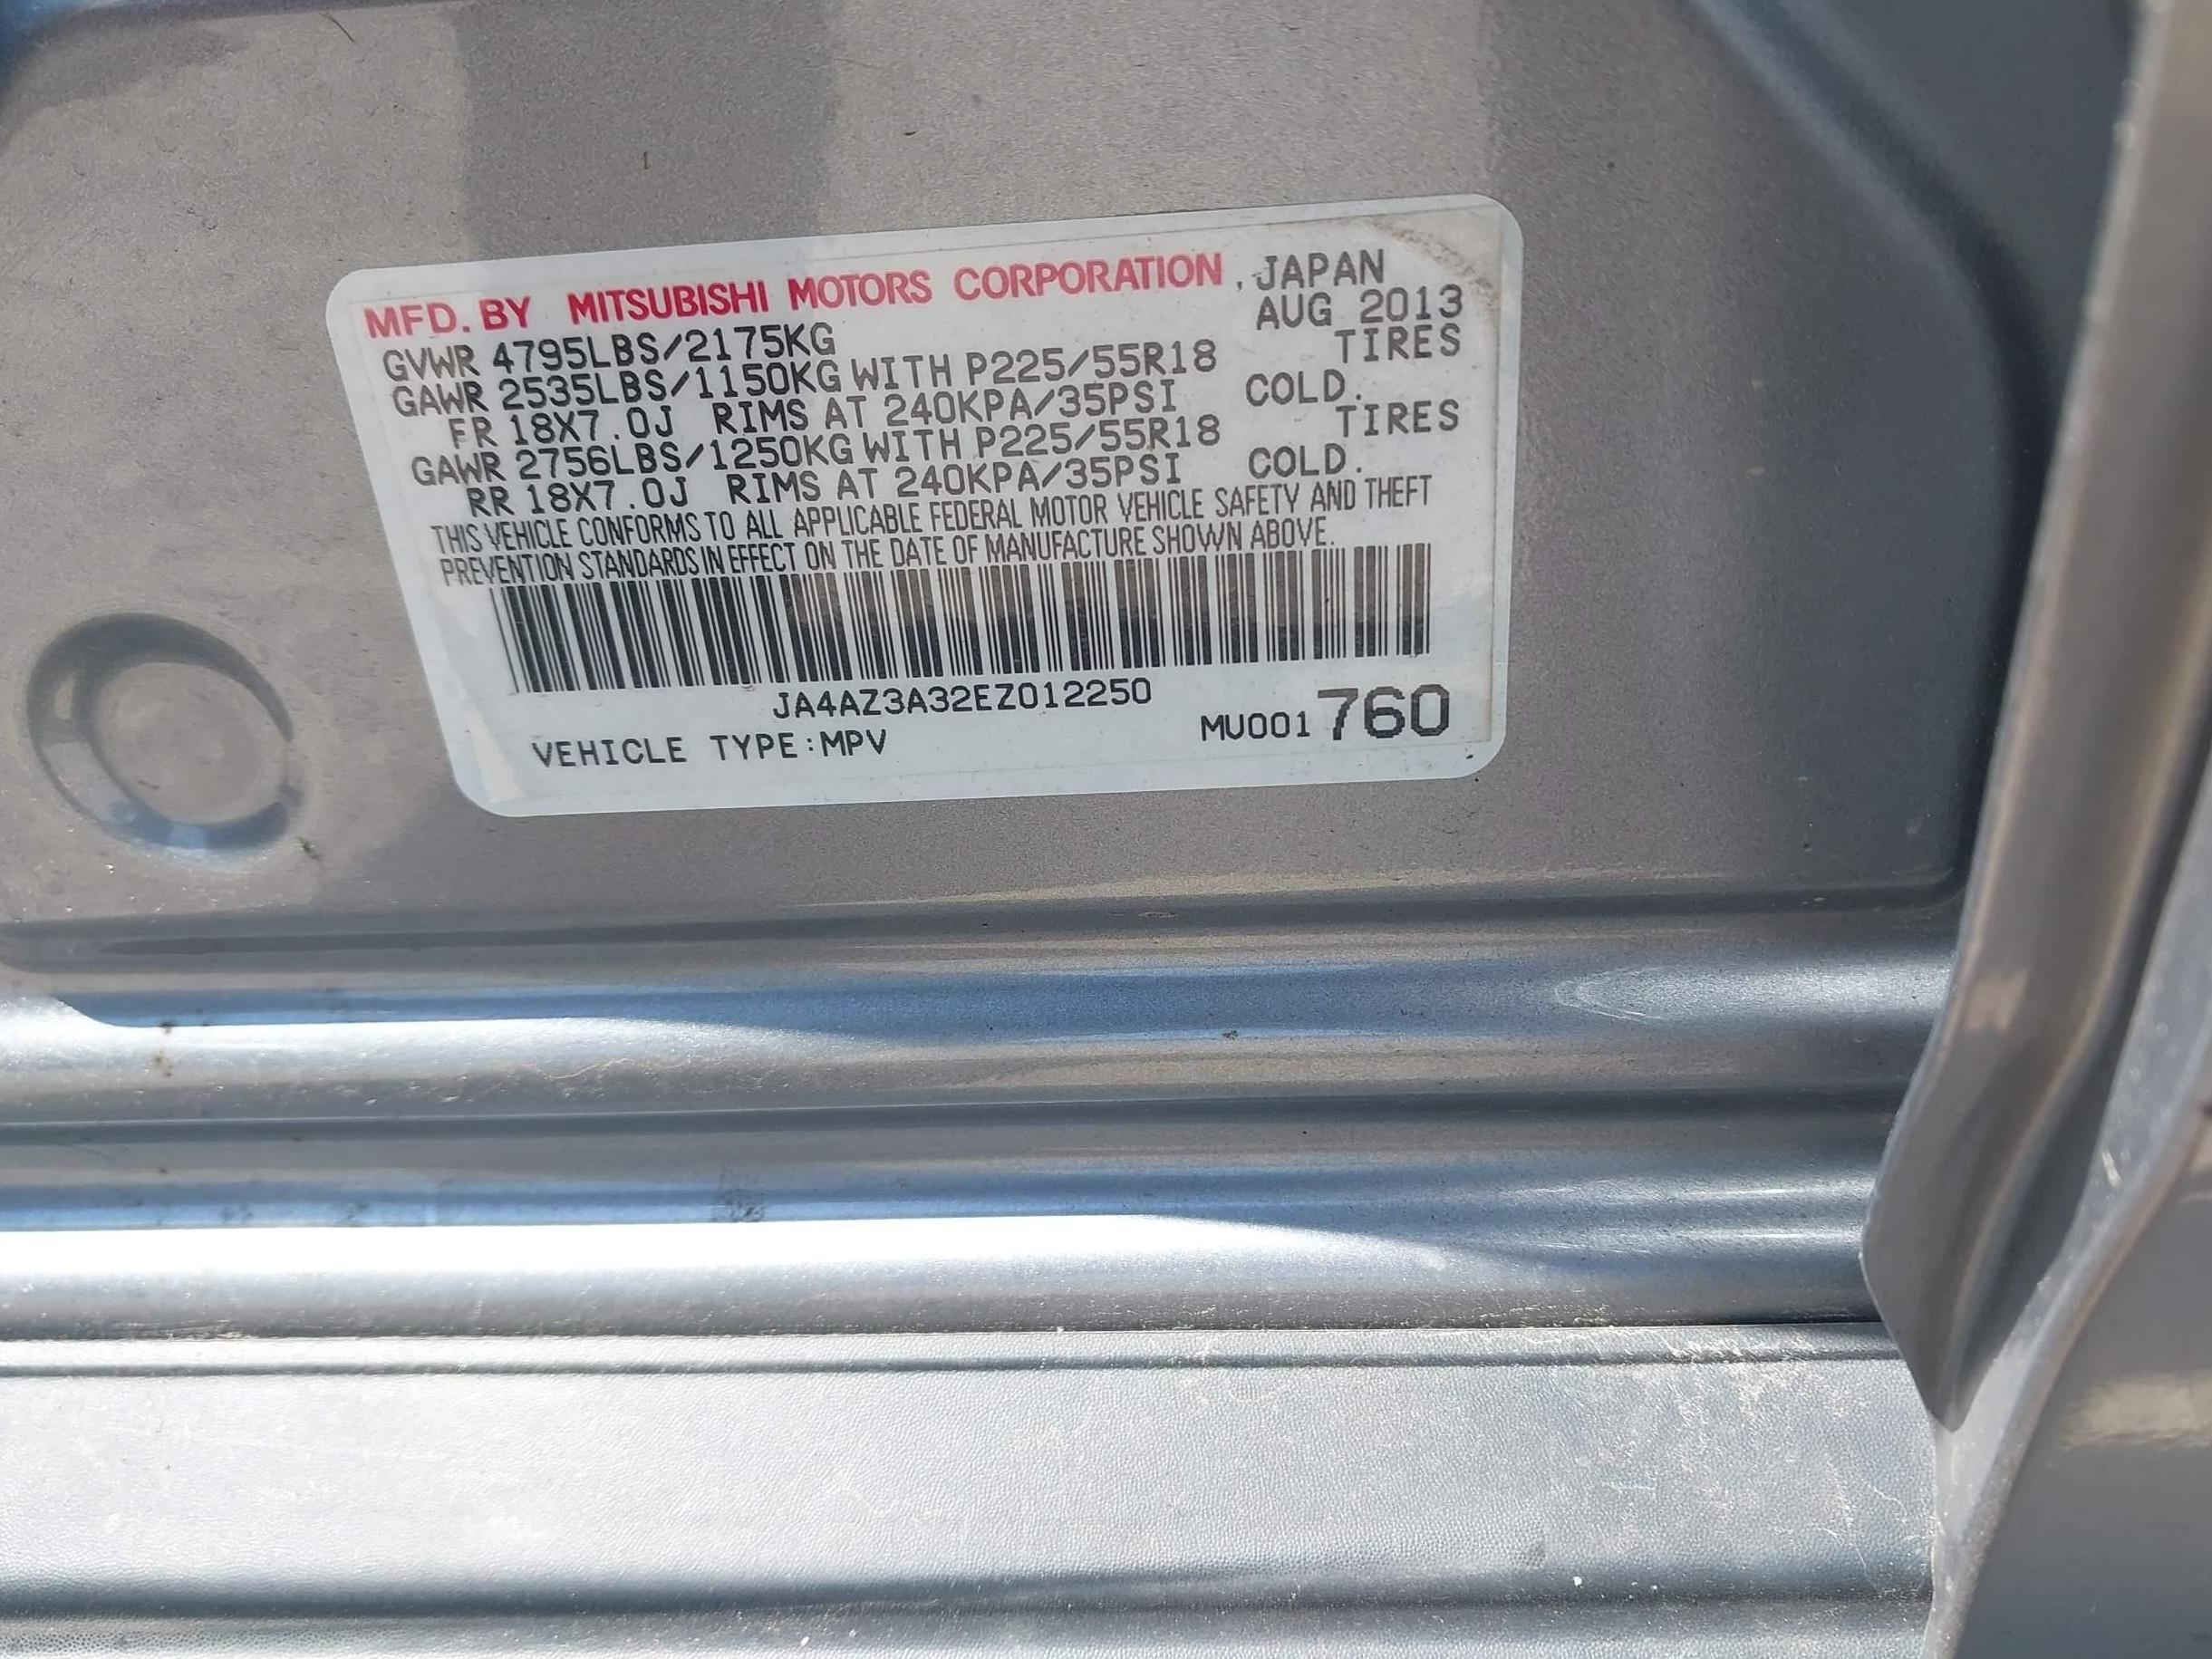 MFD. BY MITSUBISHI MOTORS CORPORATION, JAPAN
GVWR 4795LBS/2175KG AUG 2013
GAWR 2535LBS/1150KG WITH P225/55R18 TIRES
FR 18X7.0J RIMS AT 240KPA/35PSI COLD.
GAWR 2756LBS/1250KG WITH P225/55R18 TIRES
RR 18X7.0J RIMS AT 240KPA/35PSI COLD.
THIS VEHICLE CONFORMS TO ALL APPLICABLE FEDERAL MOTOR VEHICLE SAFETY AND THEFT
PREVENTION STANDARDS IN EFFECT ON THE DATE OF MANUFACTURE SHOWN ABOVE.
JA4AZ3A32EZ012250
VEHICLE TYPE:MPV MU001 760